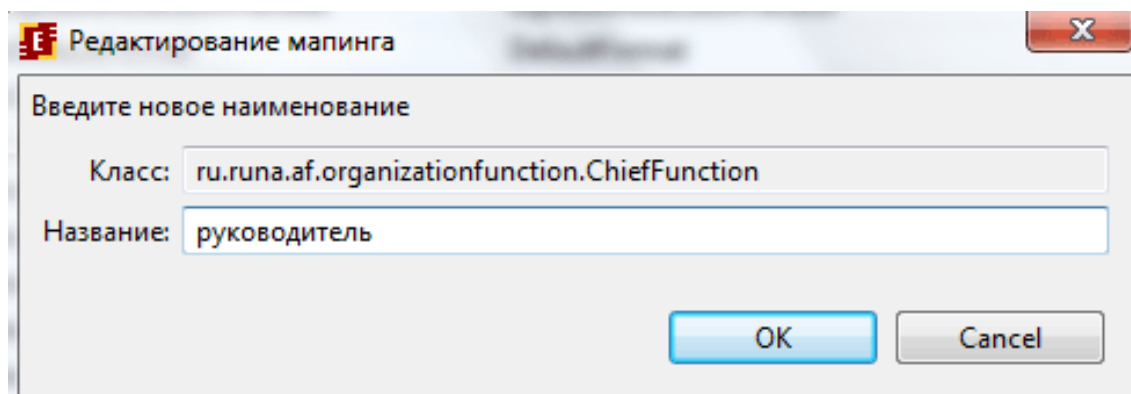 Редактирование мапинга
Введите новое наименование
Класс: ru.runa.af.organizationfunction.ChiefFunction
Название: руководитель
OK Cancel